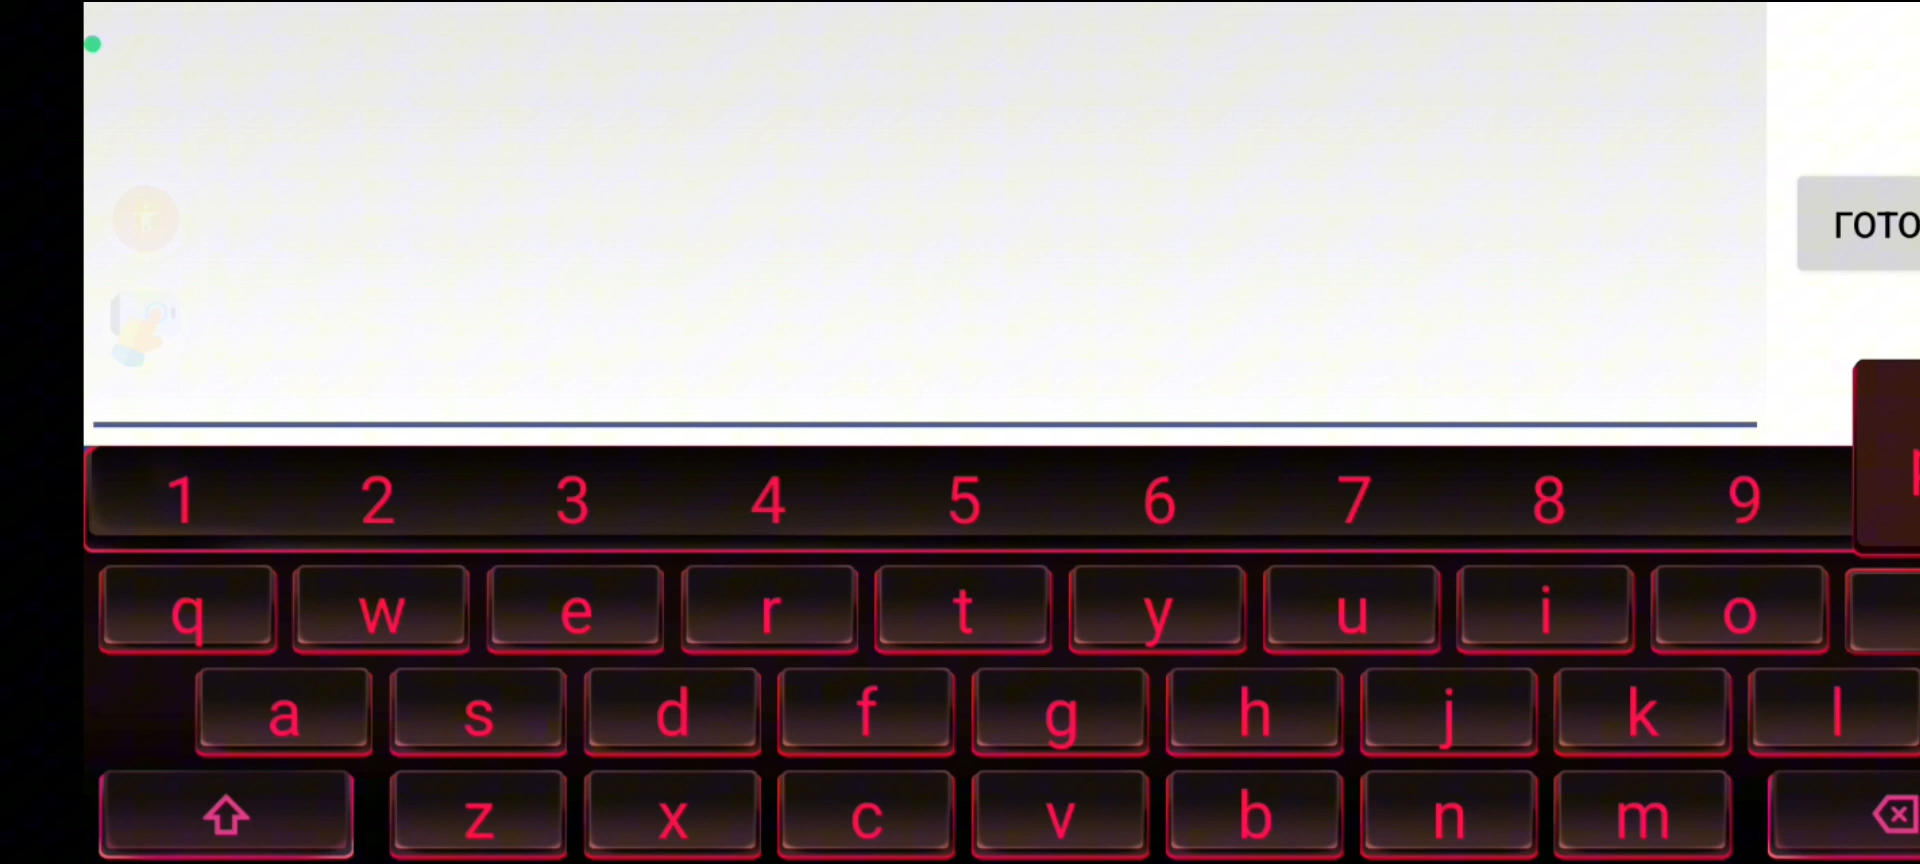 ГОТО
1 2 3 4 5 6 7 8 9
q w e r t y u i o
a s d f g h j k l
z x c v b n m